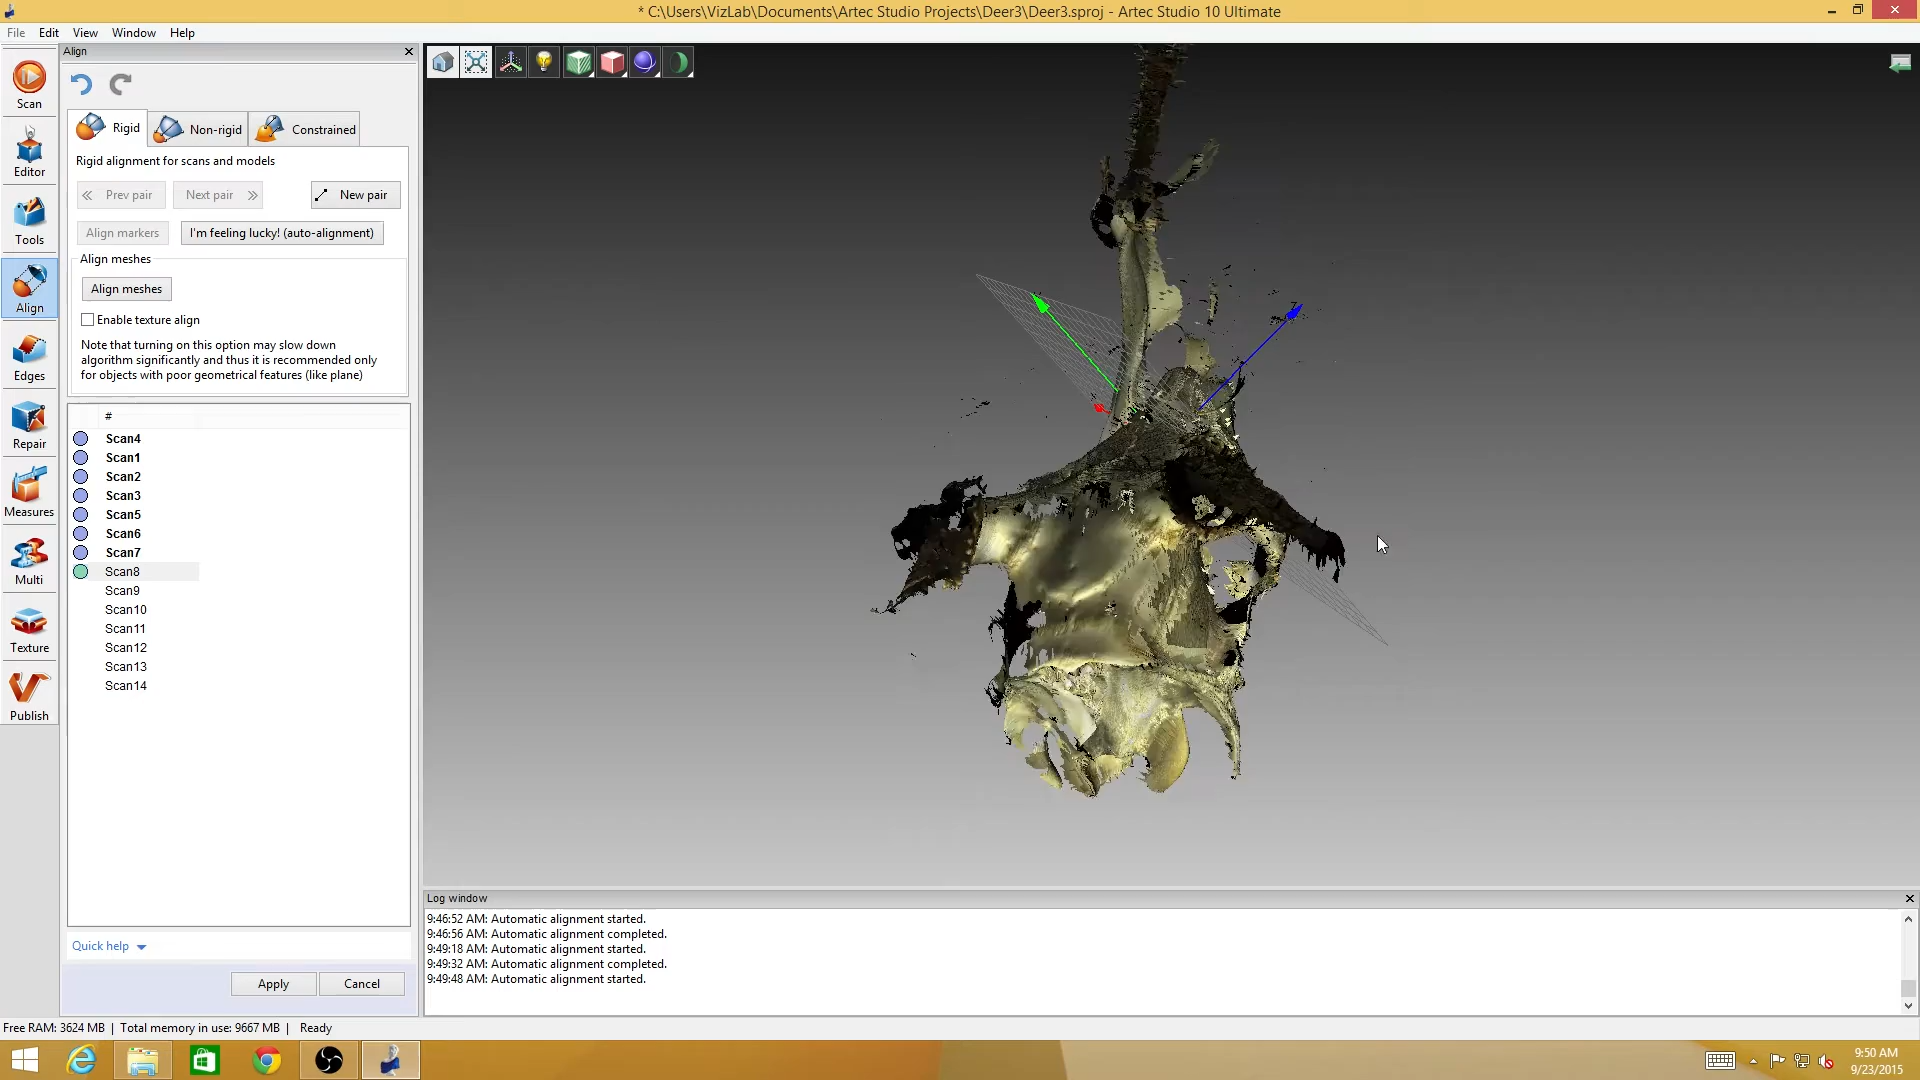 * C:\Users\VizLab\Documents\Artec Studio Projects\Deer3\Deer3.sproj - Artec Studio 10 Ultimate
File Edit View Window Help
Align
Scan
Editor
Tools
Align
Edges
Repair
Measures
Multi
Texture
Publish
Rigid Non-rigid Constrained
Rigid alignment for scans and models
Prev pair Next pair New pair
Align markers I'm feeling lucky! (auto-alignment)
Align meshes
Align meshes
Enable texture align
Note that turning on this option may slow down
algorithm significantly and thus it is recommended only
for objects with poor geometrical features (like plane)
#
Scan4
Scan1
Scan2
Scan3
Scan5
Scan6
Scan7
Scan8
Scan9
Scan10
Scan11
Scan12
Scan13
Scan14
Quick help
Apply Cancel
Z
Log window
9:46:52 AM: Automatic alignment started.
9:46:56 AM: Automatic alignment completed.
9:49:18 AM: Automatic alignment started.
9:49:32 AM: Automatic alignment completed.
9:49:48 AM: Automatic alignment started.
Free RAM: 3624 MB | Total memory in use: 9667 MB | Ready
9:50 AM
9/23/2015